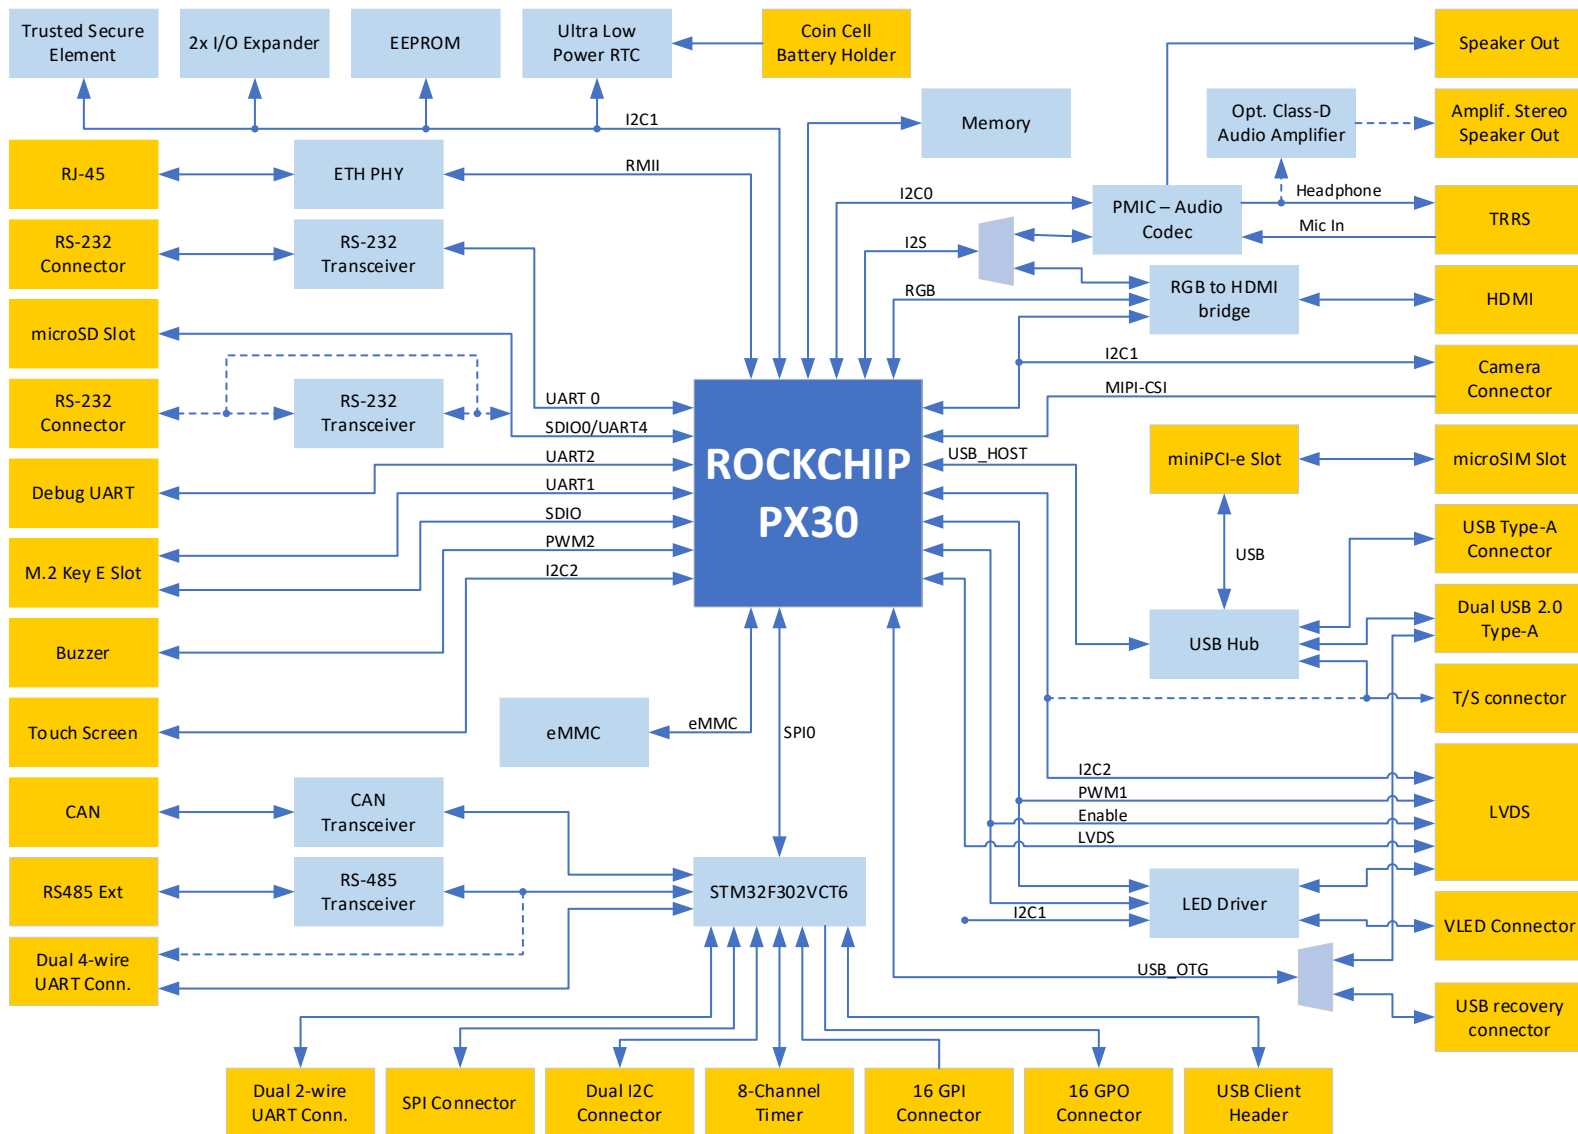 Trusted Secure
Element
2x I/O Expander
EEPROM
Ultra Low
Power RTC
Coin Cell
Battery Holder
Speaker Out
I2C1
Memory
Opt. Class-D
Audio Amplifier
Amplif. Stereo
Speaker Out
RJ-45
ETH PHY
RMII
I2C0
PMIC – Audio
Codec
Headphone
Mic In
TRRS
RS-232
Connector
RS-232
Transceiver
I2S
RGB
RGB to HDMI
bridge
HDMI
microSD Slot
I2C1
MIPI-CSI
Camera
Connector
RS-232
Connector
RS-232
Transceiver
UART 0
SDIO0/UART4
UART2
UART1
SDIO
PWM2
I2C2
ROCKCHIP
PX30
USB_HOST
miniPCI-e Slot
microSIM Slot
Debug UART
USB
USB Type-A
Connector
M.2 Key E Slot
Dual USB 2.0
Type-A
Buzzer
USB Hub
T/S connector
Touch Screen
eMMC
eMMC
SPI0
I2C2
PWM1
Enable
LVDS
LVDS
CAN
CAN
Transceiver
RS485 Ext
RS-485
Transceiver
STM32F302VCT6
I2C1
LED Driver
VLED Connector
Dual 4-wire
UART Conn.
USB_OTG
USB recovery
connector
Dual 2-wire
UART Conn.
SPI Connector
Dual I2C
Connector
8-Channel
Timer
16 GPI
Connector
16 GPO
Connector
USB Client
Header